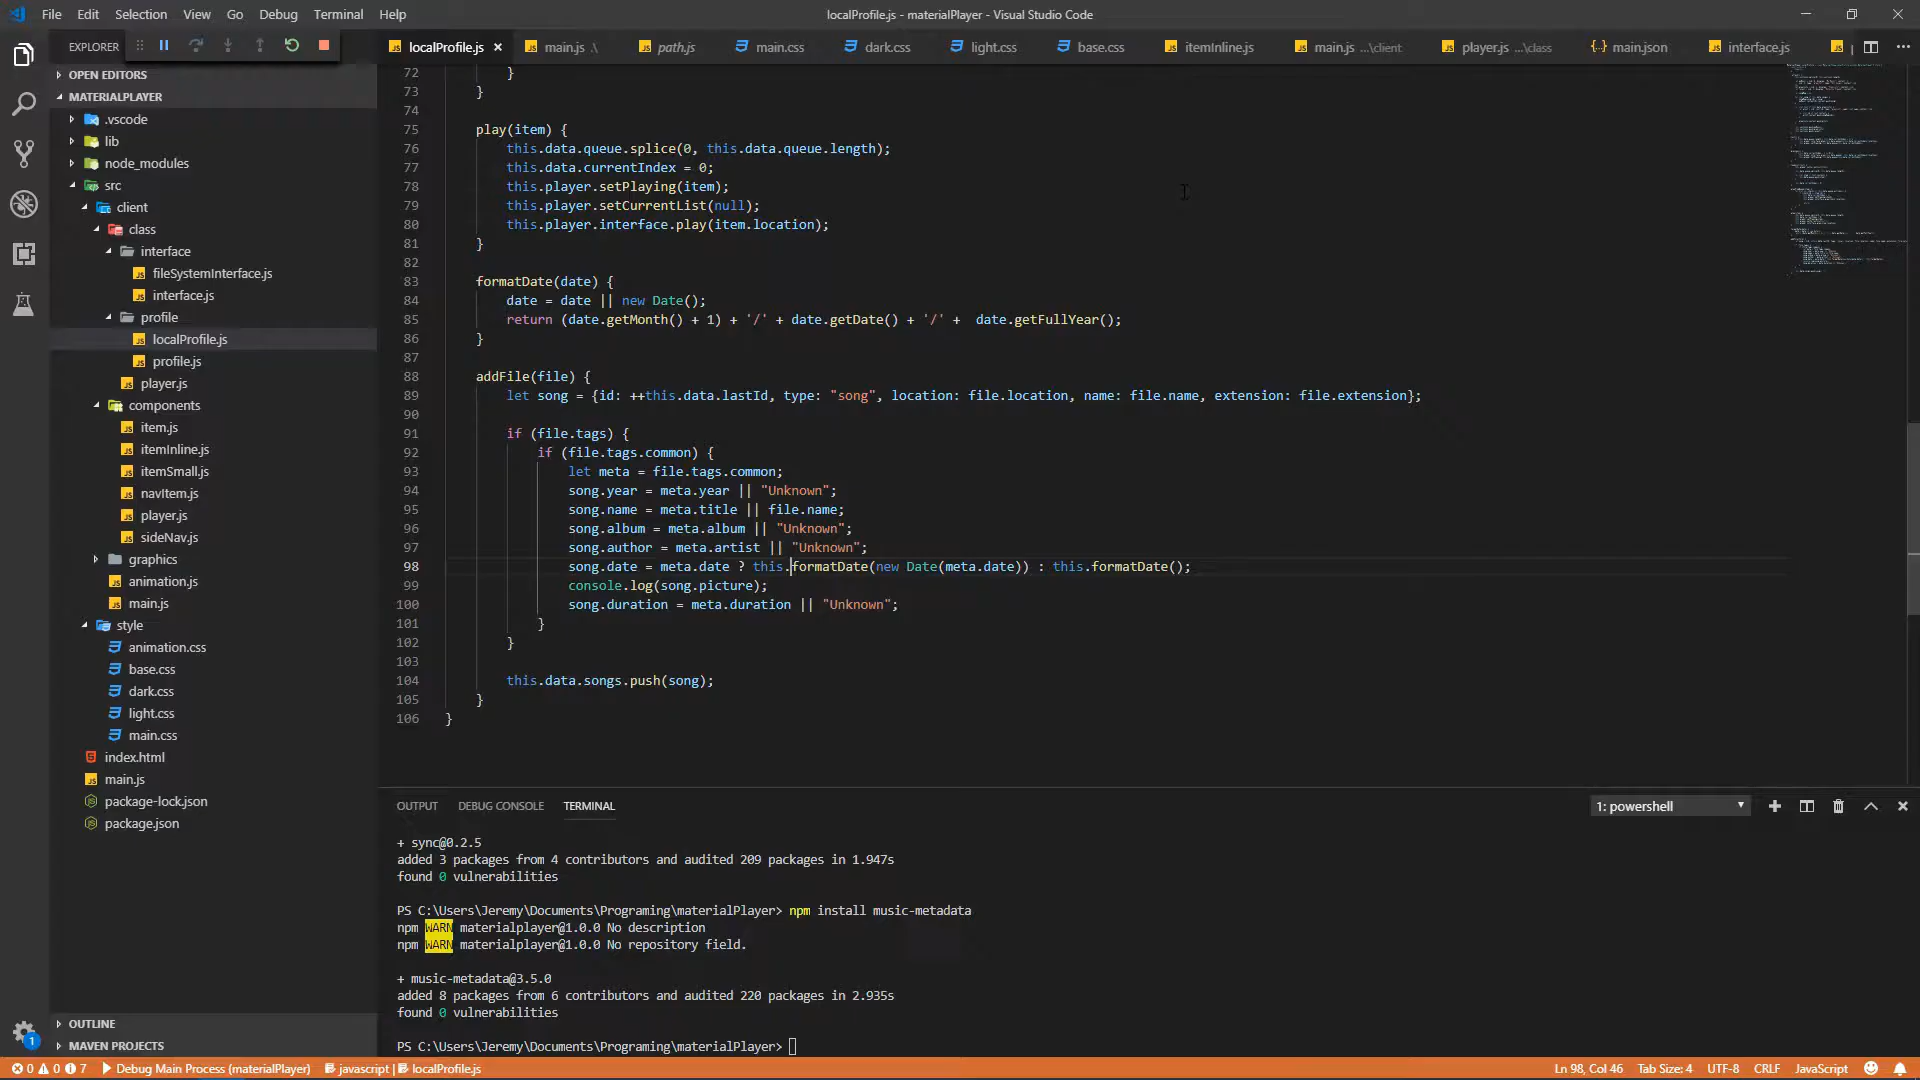 File Edit Selection View Go Debug Terminal Help
localProfile.js - materialPlayer - Visual Studio Code
EXPLORER
localProfile.js
main.js .\
path.js
main.css
dark.css
light.css
base.css
itemInline.js
main.js ...\client
player.js ...\class
main.json
interface.js
OPEN EDITORS
MATERIALPLAYER
.vscode
lib
node_modules
src
client
class
interface
fileSystemInterface.js
interface.js
profile
localProfile.js
profile.js
player.js
components
item.js
itemInline.js
itemSmall.js
navItem.js
player.js
sideNav.js
graphics
animation.js
main.js
style
animation.css
base.css
dark.css
light.css
main.css
index.html
main.js
package-lock.json
package.json
OUTLINE
MAVEN PROJECTS
72 }
73 }
74
75 play(item) {
76 this.data.queue.splice(0, this.data.queue.length);
77 this.data.currentIndex = 0;
78 this.player.setPlaying(item);
79 this.player.setCurrentList(null);
80 this.player.interface.play(item.location);
81 }
82
83 formatDate(date) {
84 date = date || new Date();
85 return (date.getMonth() + 1) + '/' + date.getDate() + '/' +  date.getFullYear();
86 }
87
88 addFile(file) {
89 let song = {id: ++this.data.lastId, type: "song", location: file.location, name: file.name, extension: file.extension};
90
91 if (file.tags) {
92 if (file.tags.common) {
93 let meta = file.tags.common;
94 song.year = meta.year || "Unknown";
95 song.name = meta.title || file.name;
96 song.album = meta.album || "Unknown";
97 song.author = meta.artist || "Unknown";
98 song.date = meta.date ? this.formatDate(new Date(meta.date)) : this.formatDate();
99 console.log(song.picture);
100 song.duration = meta.duration || "Unknown";
101 }
102 }
103
104 this.data.songs.push(song);
105 }
106 }
OUTPUT DEBUG CONSOLE TERMINAL
1: powershell
+ sync@0.2.5
added 3 packages from 4 contributors and audited 209 packages in 1.947s
found 0 vulnerabilities
PS C:\Users\Jeremy\Documents\Programing\materialPlayer> npm install music-metadata
npm WARN materialplayer@1.0.0 No description
npm WARN materialplayer@1.0.0 No repository field.
+ music-metadata@3.5.0
added 8 packages from 6 contributors and audited 220 packages in 2.935s
found 0 vulnerabilities
PS C:\Users\Jeremy\Documents\Programing\materialPlayer>
1
0 0 7 Debug Main Process (materialPlayer) javascript | localProfile.js
Ln 98, Col 46 Tab Size: 4 UTF-8 CRLF JavaScript